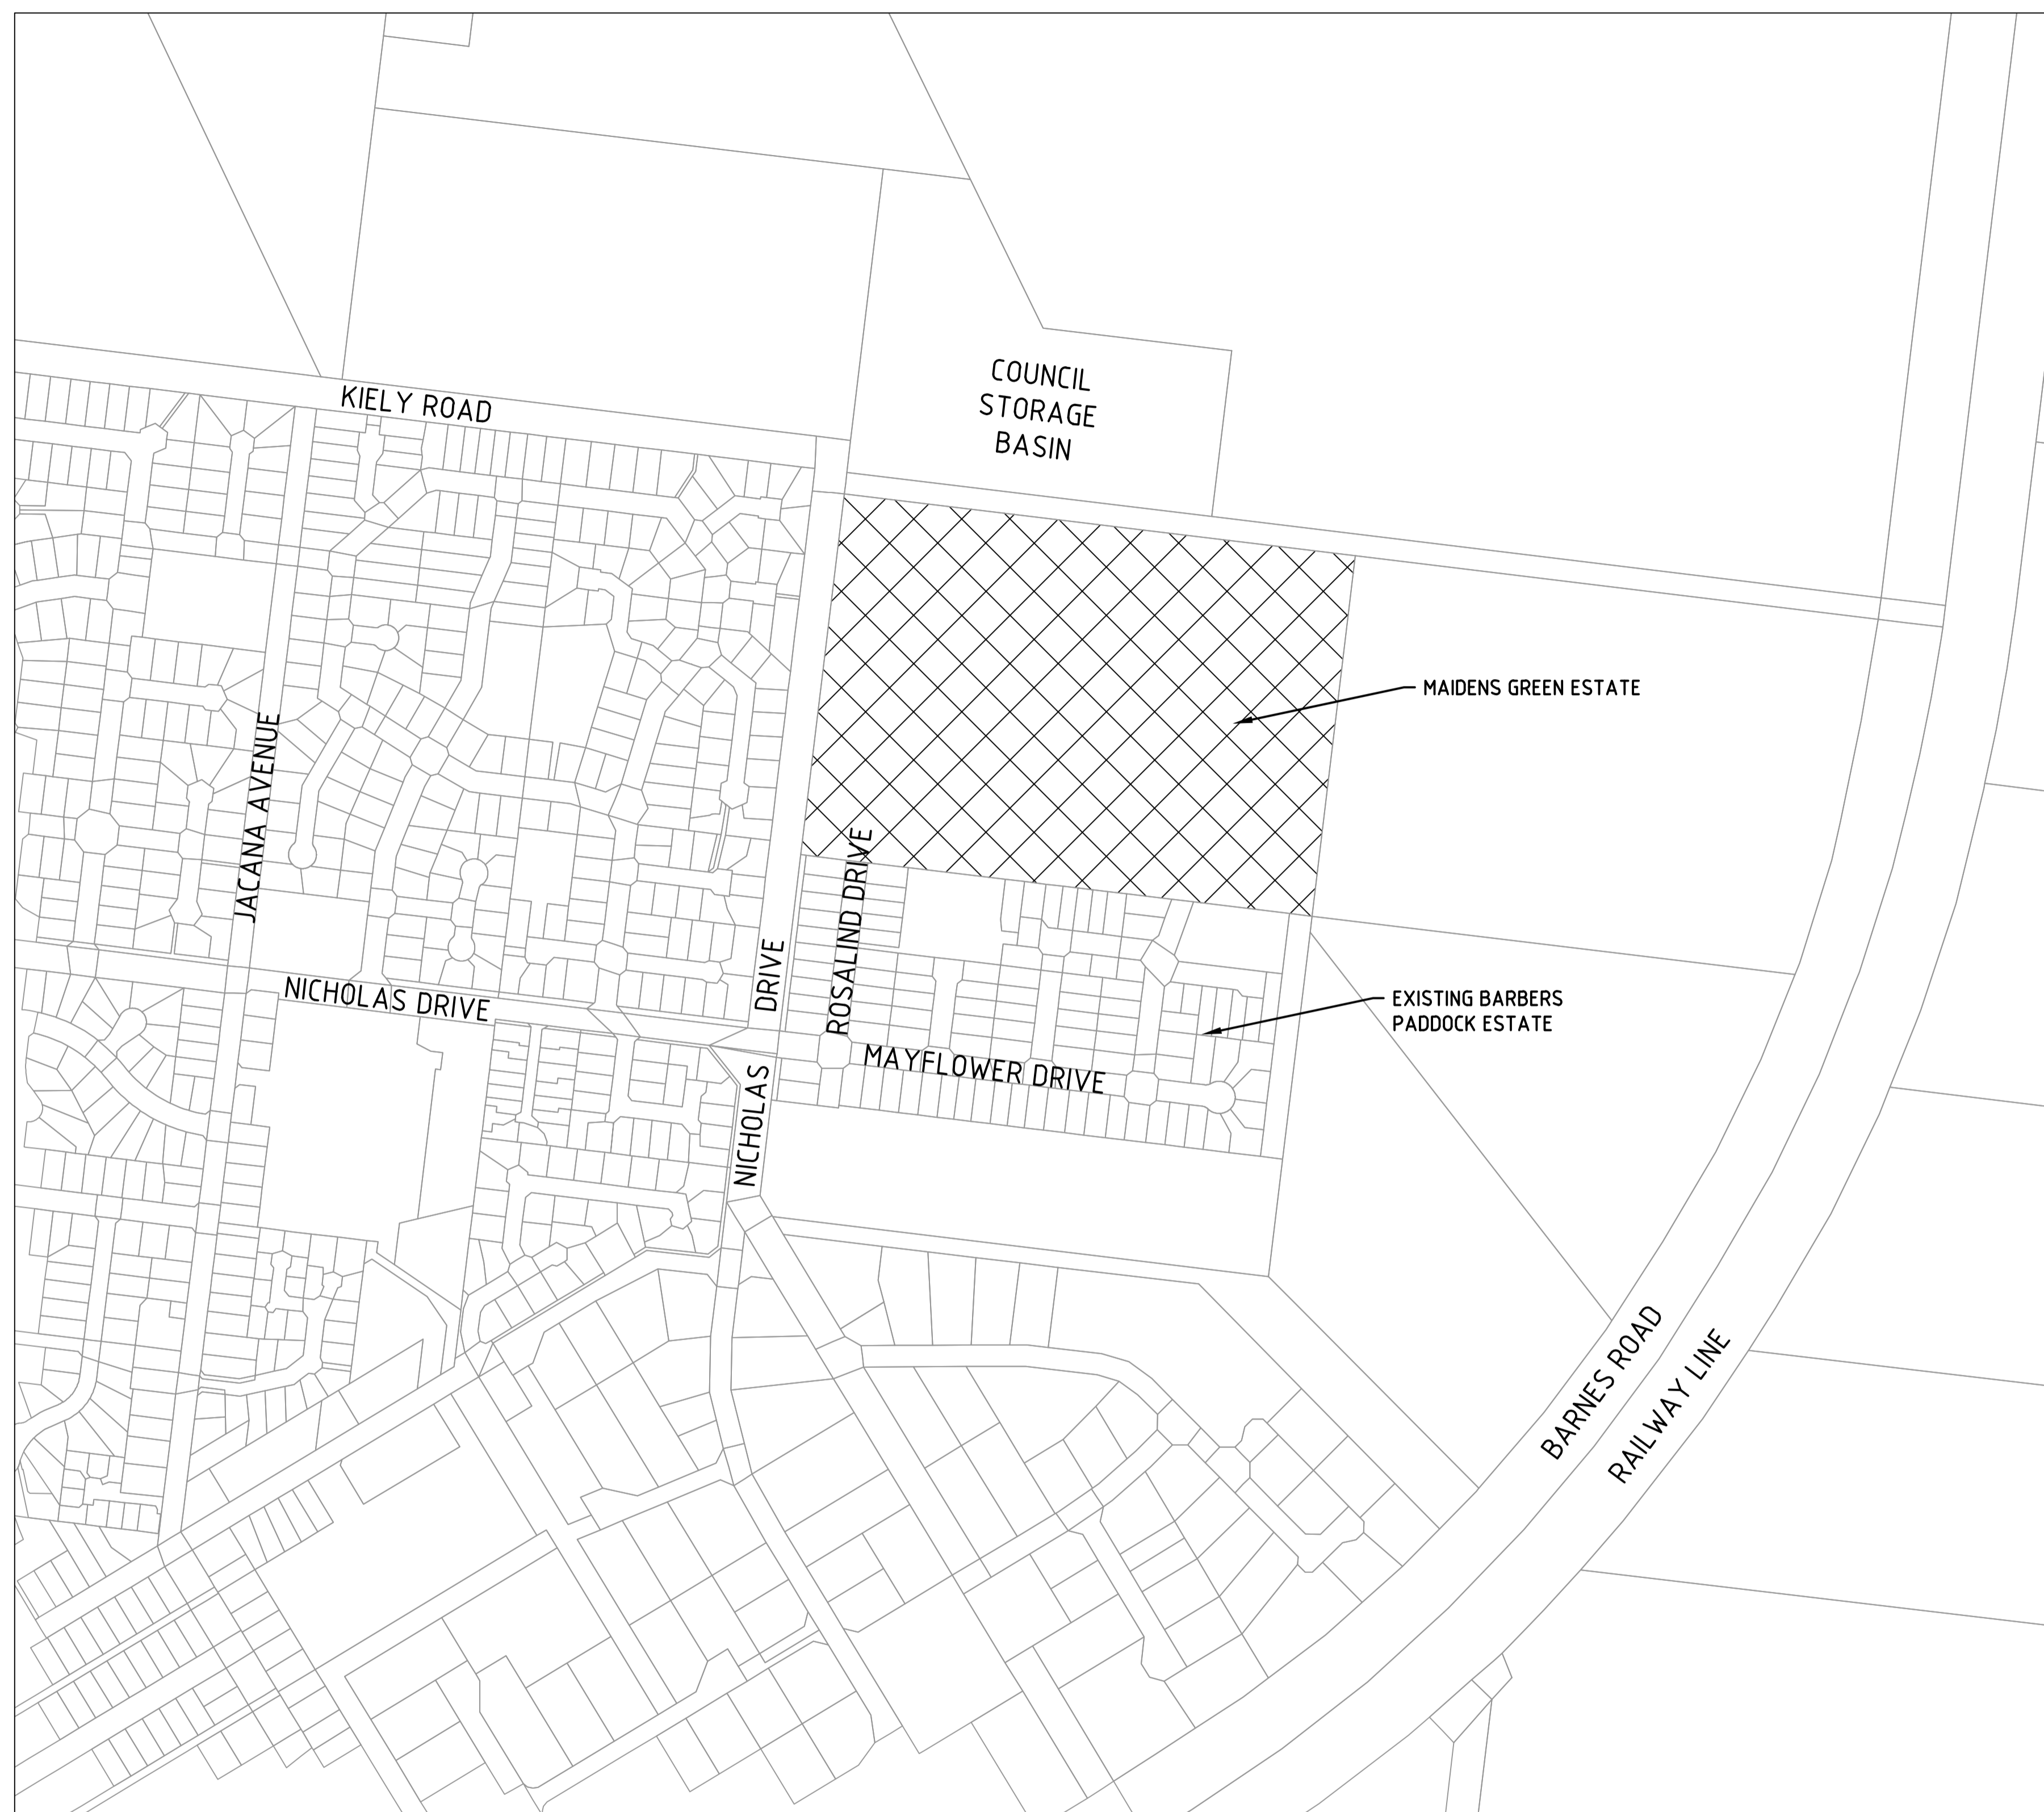 COUNCIL
STORAGE
BASIN
KIELY ROAD
MAIDENS GREEN ESTATE
JACANA AVENUE
ROSALIND DRIVE
NICHOLAS DRIVE
NICHOLAS DRIVE
EXISTING BARBERS
PADDOCK ESTATE
MAYFLOWER DRIVE
BARNES ROAD
RAILWAY LINE